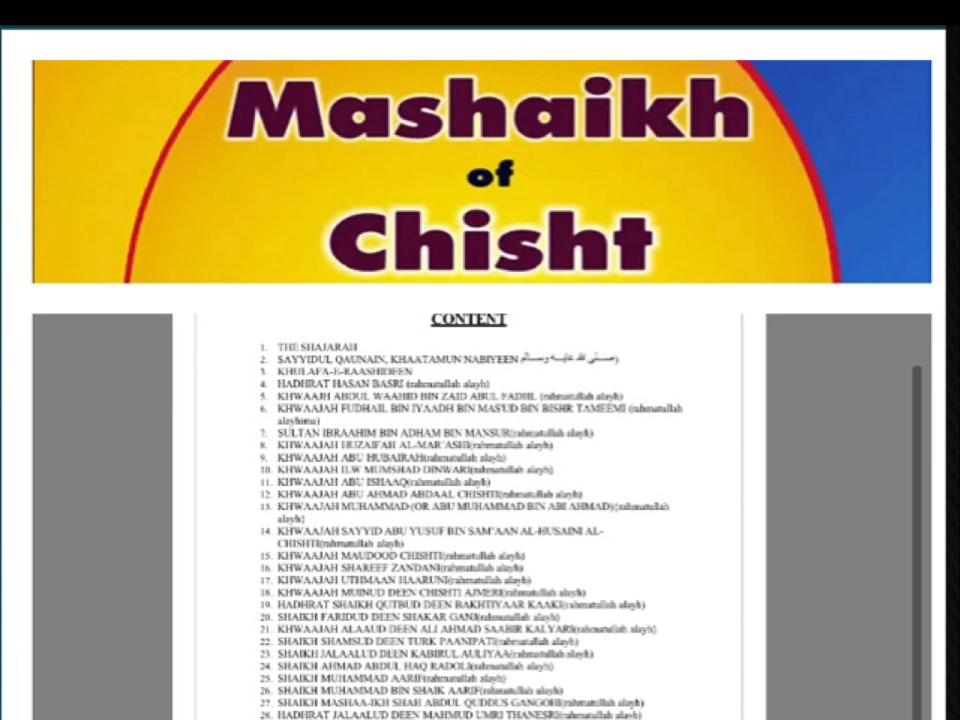 Mashaikh
of
Chisht
CONTENT
1. THE SHAJARAH
2. SAYYIDUL QAUNAIN, KHAATAMUN NABIYEEN صلى الله عليه وسلم)
3. KHULAFA-E-RAASHIDEEN
4. HADHRAT HASAN BASRI (rahmatullah alayh)
5. KHWAAJH ABDUL WAAHID BIN ZAID ABUL FADHL (rahmatullah alayh)
6. KHWAAJAH FUDHAIL BIN IYAADH BIN MAS'UD BIN BISHR TAMEEMI (rahmatullah
alayhima)
7. SULTAN IBRAAHIM BIN ADHAM BIN MANSUR(rahmatullah alayh)
8. KHWAAJAH HUZAIFAH AL-MAR'ASHI(rahmatullah alayh)
9. KHWAAJAH ABU HUBAIRAH(rahmatullah alayh)
10. KHWAAJAH ILW MUMSHAD DINWARI(rahmatullah alayh)
11. KHWAAJAH ABU ISHAAQ(rahmatullah alayh)
12. KHWAAJAH ABU AHMAD ABDAAL CHISHTI(rahmatullah alayh)
13. KHWAAJAH MUHAMMAD (OR ABU MUHAMMAD BIN ABI AHMAD)(rahmatullah
alayh)
14. KHWAAJAH SAYYID ABU YUSUF BIN SAM'AAN AL-HUSAINI AL-
CHISHTI(rahmatullah alayh)
15. KHWAAJAH MAUDOOD CHISHTI(rahmatullah alayh)
16. KHWAAJAH SHAREEF ZANDANI(rahmatullah alayh)
17. KHWAAJAH UTHMAAN HAARUNI(rahmatullah alayh)
18. KHWAAJAH MUINUD DEEN CHISHTI AJMERI(rahmatullah alayh)
19. HADHRAT SHAIKH QUTBUD DEEN BAKHTIYAAR KAAKI(rahmatullah alayh)
20. SHAIKH FARIDUD DEEN SHAKAR GANJ(rahmatullah alayh)
21. KHWAAJAH ALAAUD DEEN ALI AHMAD SAABIR KALYARI(rahmatullah alayh)
22. SHAIKH SHAMSUD DEEN TURK PAANIPATI(rahmatullah alayh)
23. SHAIKH JALAALUD DEEN KABIRUL AULIYAA(rahmatullah alayh)
24. SHAIKH AHMAD ABDUL HAQ RADOLI(rahmatullah alayh)
25. SHAIKH MUHAMMAD AARIF(rahmatullah alayh)
26. SHAIKH MUHAMMAD BIN SHAIK AARIF(rahmatullah alayh)
27. SHAIKH MASHAA-IKH SHAH ABDUL QUDDUS GANGOHI(rahmatullah alayh)
28. HADHRAT JALAALUD DEEN MAHMUD UMRI THANESRI(rahmatullah alayh)